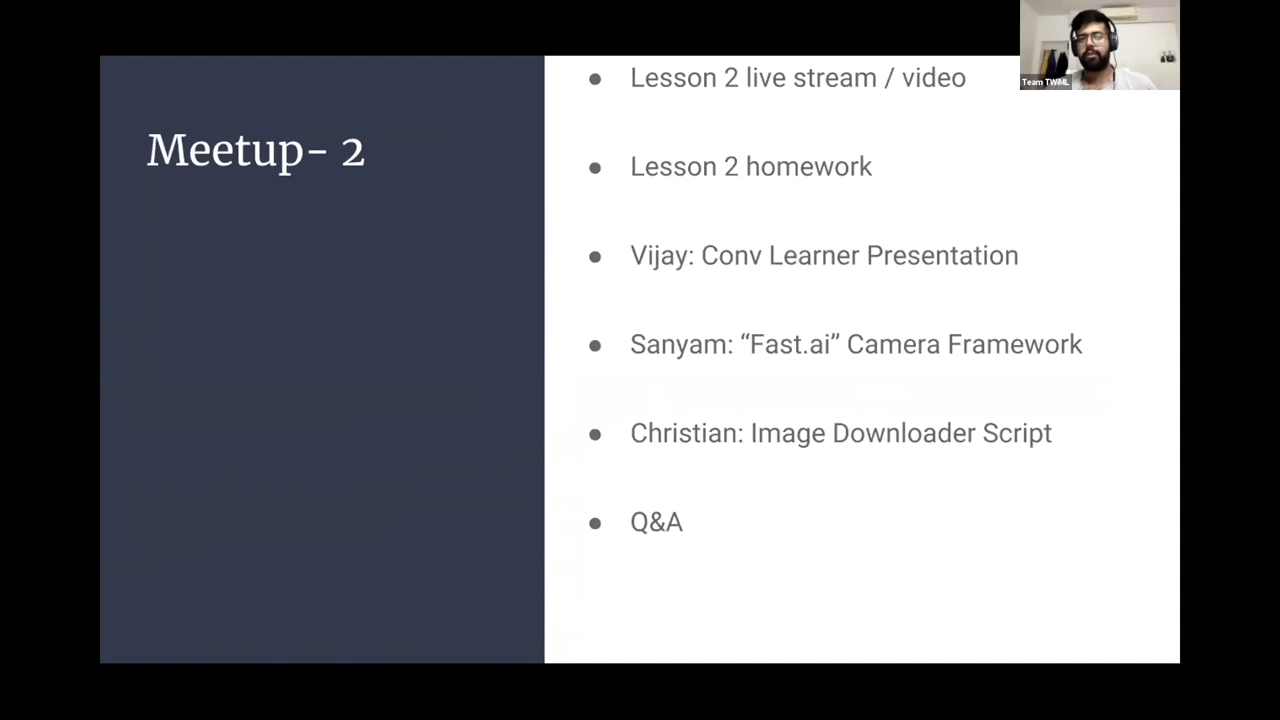 Meetup- 2
● Lesson 2 live stream / video
● Lesson 2 homework
● Vijay: Conv Learner Presentation
● Sanyam: “Fast.ai” Camera Framework
● Christian: Image Downloader Script
● Q&A
Team TWIML